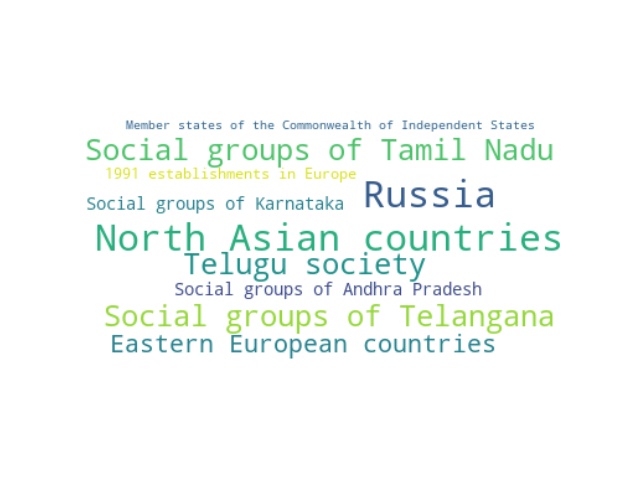 Member states of the Commonwealth of Independent States
Social groups of Tamil Nadu
1991 establishments in Europe
Russia
Social groups of Karnataka
North Asian countries
Telugu society
Social groups of Andhra Pradesh
Social groups of Telangana
Eastern European countries